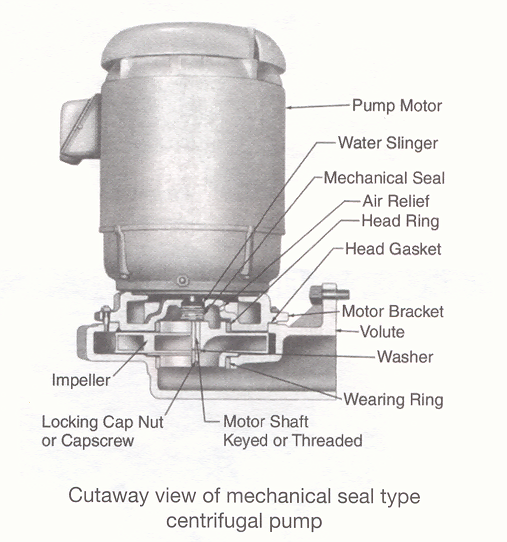 Pump Motor
Water Slinger
Mechanical Seal
Air Relief
Head Ring
Head Gasket
Motor Bracket
Volute
Washer
Impeller
Wearing Ring
Locking Cap Nut
or Capscrew
Motor Shaft
Keyed or Threaded
Cutaway view of mechanical seal type
centrifugal pump